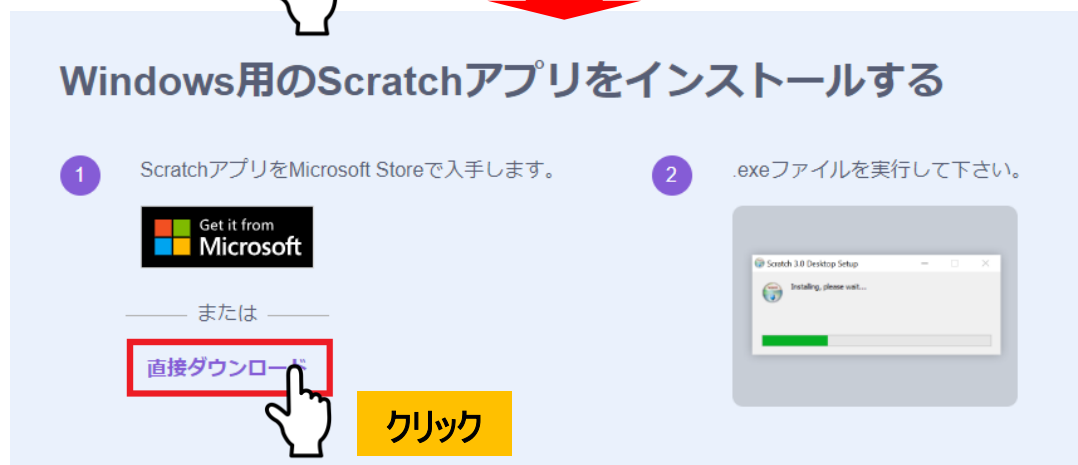 Windows用のScratchアプリをインストールする
1
ScratchアプリをMicrosoft Storeで入手します。
Get it from
Microsoft
または
直接ダウンロード
クリック
2
.exeファイルを実行して下さい。
Scratch 3.0 Desktop Setup
Installing, please wait...